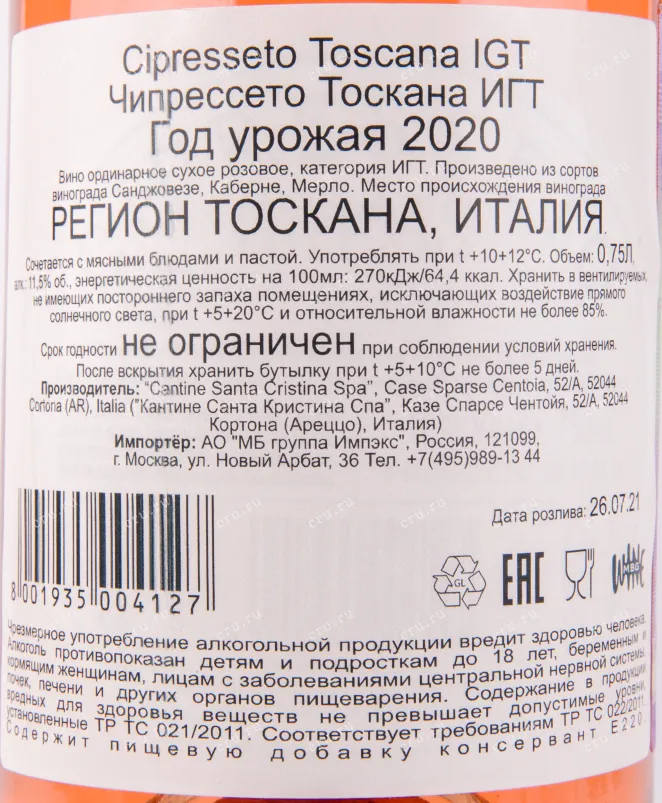 Cipresseto Toscana IGT
Чипрессето Тоскана ИГТ
Год урожая 2020
Вино ординарное сухое розовое, категория ИГТ. Произведено из сортов
винограда Санджовезе, Каберне, Мерло. Место происхождения винограда
РЕГИОН ТОСКАНА, ИТАЛИЯ.
Сочетается с мясными блюдами и пастой. Употреблять при t +10+12°C. Объем: 0,75Л,
алк.: 11,5% об., энергетическая ценность на 100мл: 270кДж/64,4 ккал. Хранить в вентилируемых,
не имеющих постороннего запаха помещениях, исключающих воздействие прямого
солнечного света, при t +5+20°C и относительной влажности не более 85%.
Срок годности не ограничен при соблюдении условий хранения.
После вскрытия хранить бутылку при t +5+10°C не более 5 дней.
Производитель: "Cantine Santa Cristina Spa", Case Sparse Centoia, 52/A, 52044
Cortona (AR), Italia ("Кантине Санта Кристина Спа", Казе Спарсе Чентойя, 52/А, 52044
Кортона (Ареццо), Италия)
Импортёр: АО "МБ группа Импэкс", Россия, 121099,
г. Москва, ул. Новый Арбат, 36 Тел. +7(495)989-13 44
Дата розлива: 26.07.21
GL EAC WINE MBG
8 001935 004127
Чрезмерное употребление алкогольной продукции вредит здоровью человека.
Алкоголь противопоказан детям и подросткам до 18 лет, беременным и
кормящим женщинам, лицам с заболеваниями центральной нервной системы,
почек, печени и других органов пищеварения. Содержание в продукции
вредных для здоровья веществ не превышает допустимые уровни,
установленные ТР ТС 021/2011. Соответствует требованиям ТР ТС 022/2011.
Содержит пищевую добавку консервант Е220.